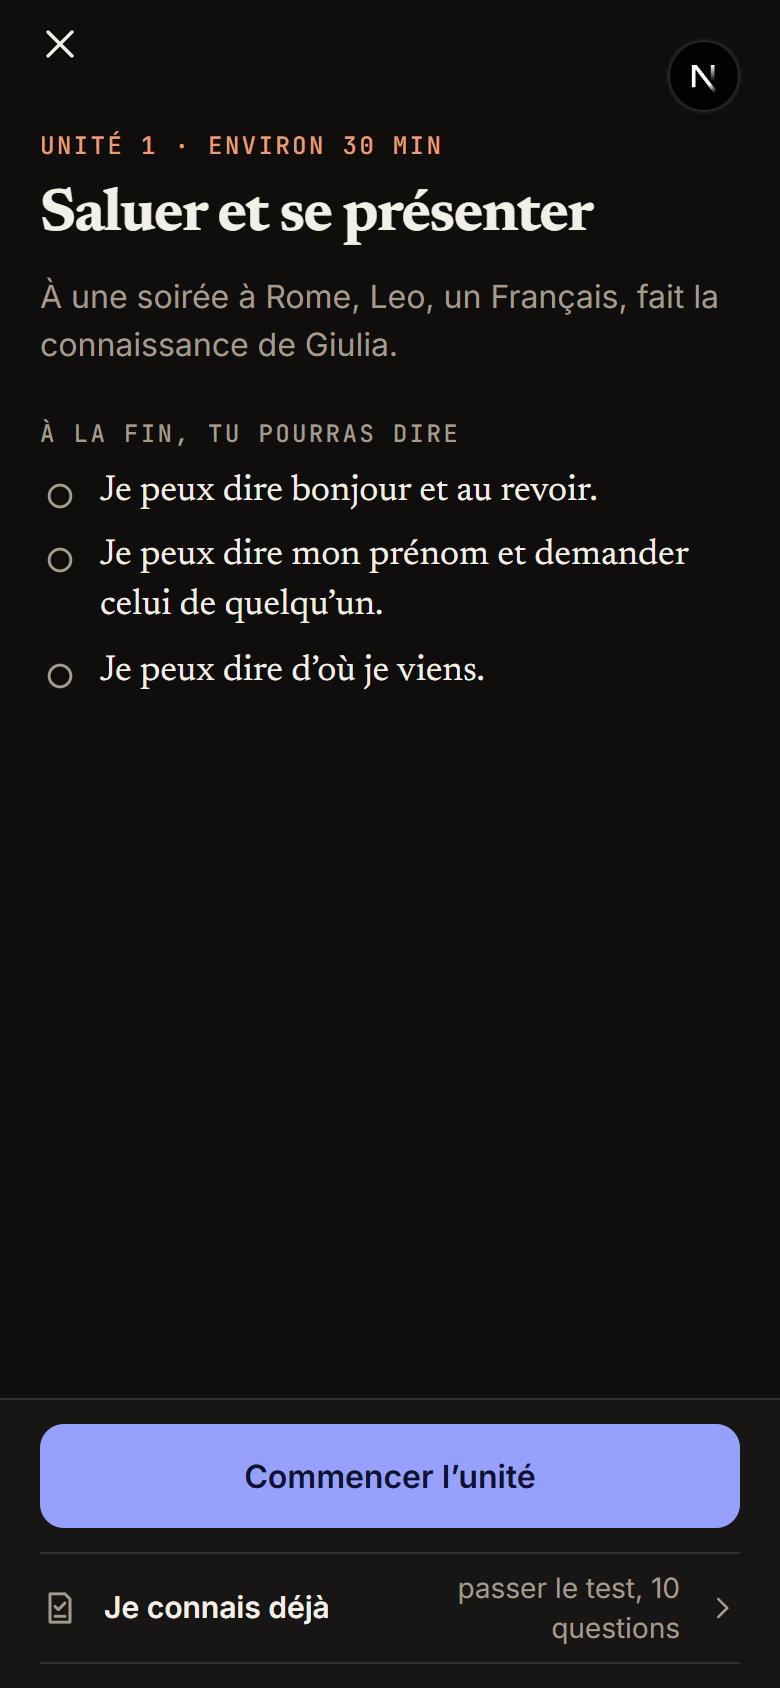 N
UNITÉ 1 · ENVIRON 30 MIN
Saluer et se présenter
À une soirée à Rome, Leo, un Français, fait la
connaissance de Giulia.
À LA FIN, TU POURRAS DIRE
Je peux dire bonjour et au revoir.
Je peux dire mon prénom et demander
celui de quelqu’un.
Je peux dire d’où je viens.
Commencer l’unité
Je connais déjà
passer le test, 10
questions